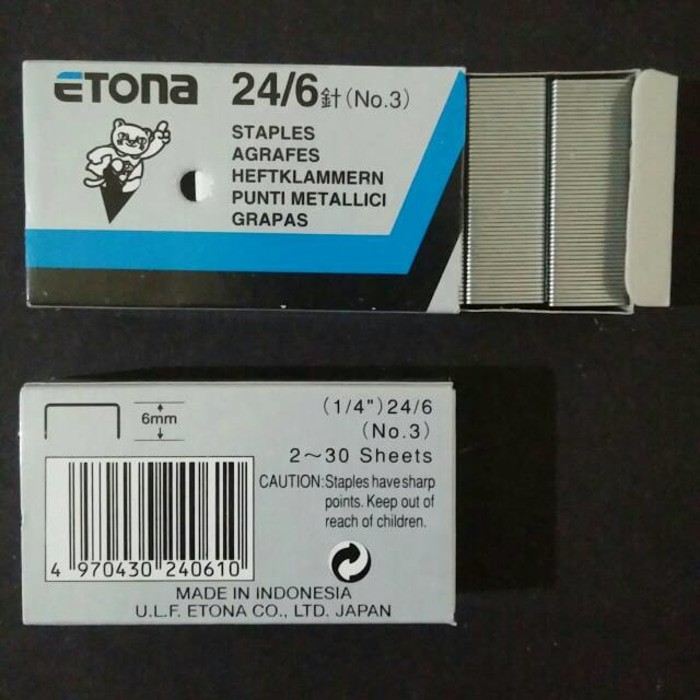 ETONA
24/6針(No.3)
STAPLES
AGRAFES
HEFTKLAMMERN
PUNTI METALLICI
GRAPAS
6mm
(1/4")24/6
(No.3)
2～30 Sheets
CAUTION:Staples have sharp
points. Keep out of
reach of children.
4 970430 240610
MADE IN INDONESIA
U.L.F. ETONA CO., LTD. JAPAN